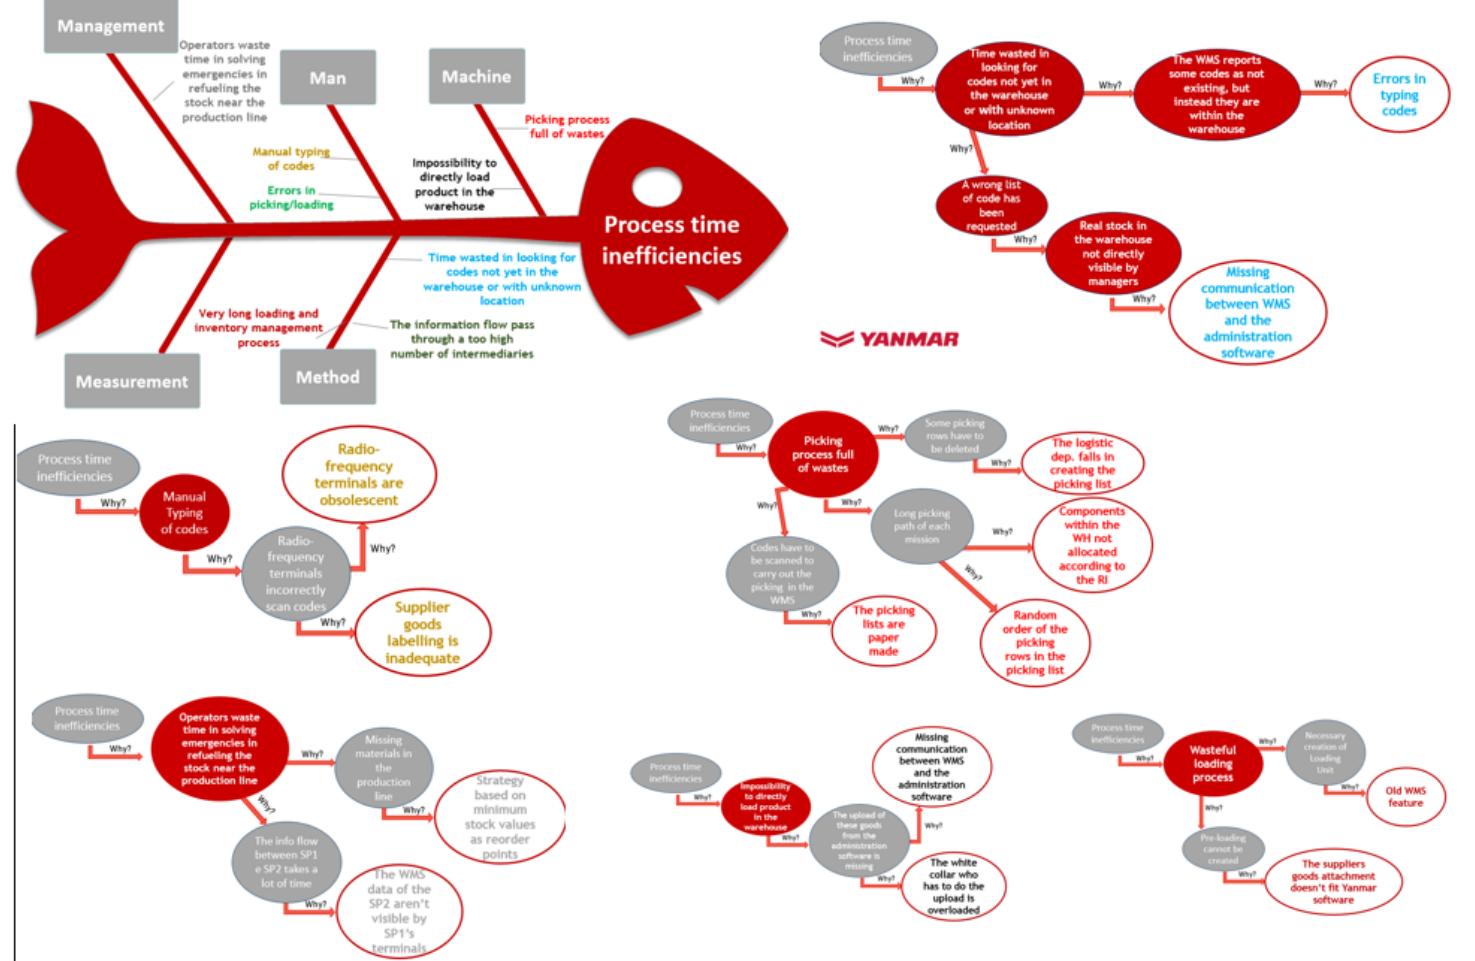 Management
Operators waste
time in solving
emergencies in
refueling the
stock near the
production line
Man
Machine
Manual typing
of codes
Errors in
picking/loading
Picking process
full of wastes
Impossibility to
directly load
product in the
warehouse
Process time
inefficiencies
Time wasted in looking for
codes not yet in the
warehouse or with unknown
location
Very long loading and
inventory management
process
The information flow pass
through a too high
number of intermediaries
Measurement
Method
Process time
inefficiencies
Why?
Time wasted in
looking for
codes not yet in
the warehouse
or with unknown
location
Why?
The WMS reports
some codes as not
existing, but
instead they are
within the
warehouse
Why?
Errors in
typing
codes
Why?
A wrong list
of code has
been
requested
Why?
Real stock in
the warehouse
not directly
visible by
managers
Why?
Missing
communication
between WMS
and the
administration
software
YANMAR
Process time
inefficiencies
Why?
Manual
Typing
of codes
Why?
Radio-
frequency
terminals
incorrectly
scan codes
Why?
Radio-
frequency
terminals are
obsolescent
Why?
Supplier
goods
labelling is
inadequate
Process time
inefficiencies
Why?
Picking
process full
of wastes
Why?
Some picking
rows have to
be deleted
Why?
The logistic
dep. falls in
creating the
picking list
Why?
Long picking
path of each
mission
Why?
Components
within the
WH not
allocated
according to
the RI
Why?
Random
order of the
picking
rows in the
picking list
Why?
Codes have to
be scanned to
carry out the
picking in the
WMS
Why?
The picking
lists are
paper
made
Process time
inefficiencies
Why?
Operators waste
time in solving
emergencies in
refueling the
stock near the
production line
Why?
Missing
materials in
the
production
line
Why?
Strategy
based on
minimum
stock values
as reorder
points
Why?
The info flow
between SP1
e SP2 takes a
lot of time
Why?
The WMS
data of the
SP2 aren't
visible by
SP1's
terminals
Process time
inefficiencies
Why?
Impossibility
to directly
load product
in the
warehouse
Why?
The upload of
these goods
from the
administration
software is
missing
Why?
Missing
communication
between WMS
and the
administration
software
Why?
The white
collar who
has to do the
upload is
overloaded
Process time
inefficiencies
Why?
Wasteful
loading
process
Why?
Necessary
creation of
Loading
Unit
Why?
Old WMS
feature
Why?
Pre-loading
cannot be
created
Why?
The suppliers
goods attachment
doesn't fit Yanmar
software